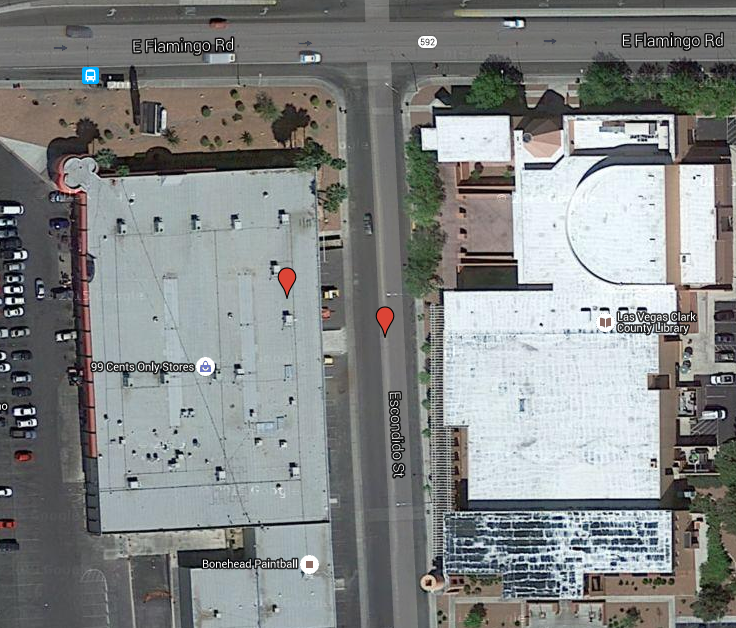 E Flamingo Rd
592
E Flamingo Rd
Las Vegas Clark
County Library
99 Cents Only Stores
Escondido St
Bonehead Paintball